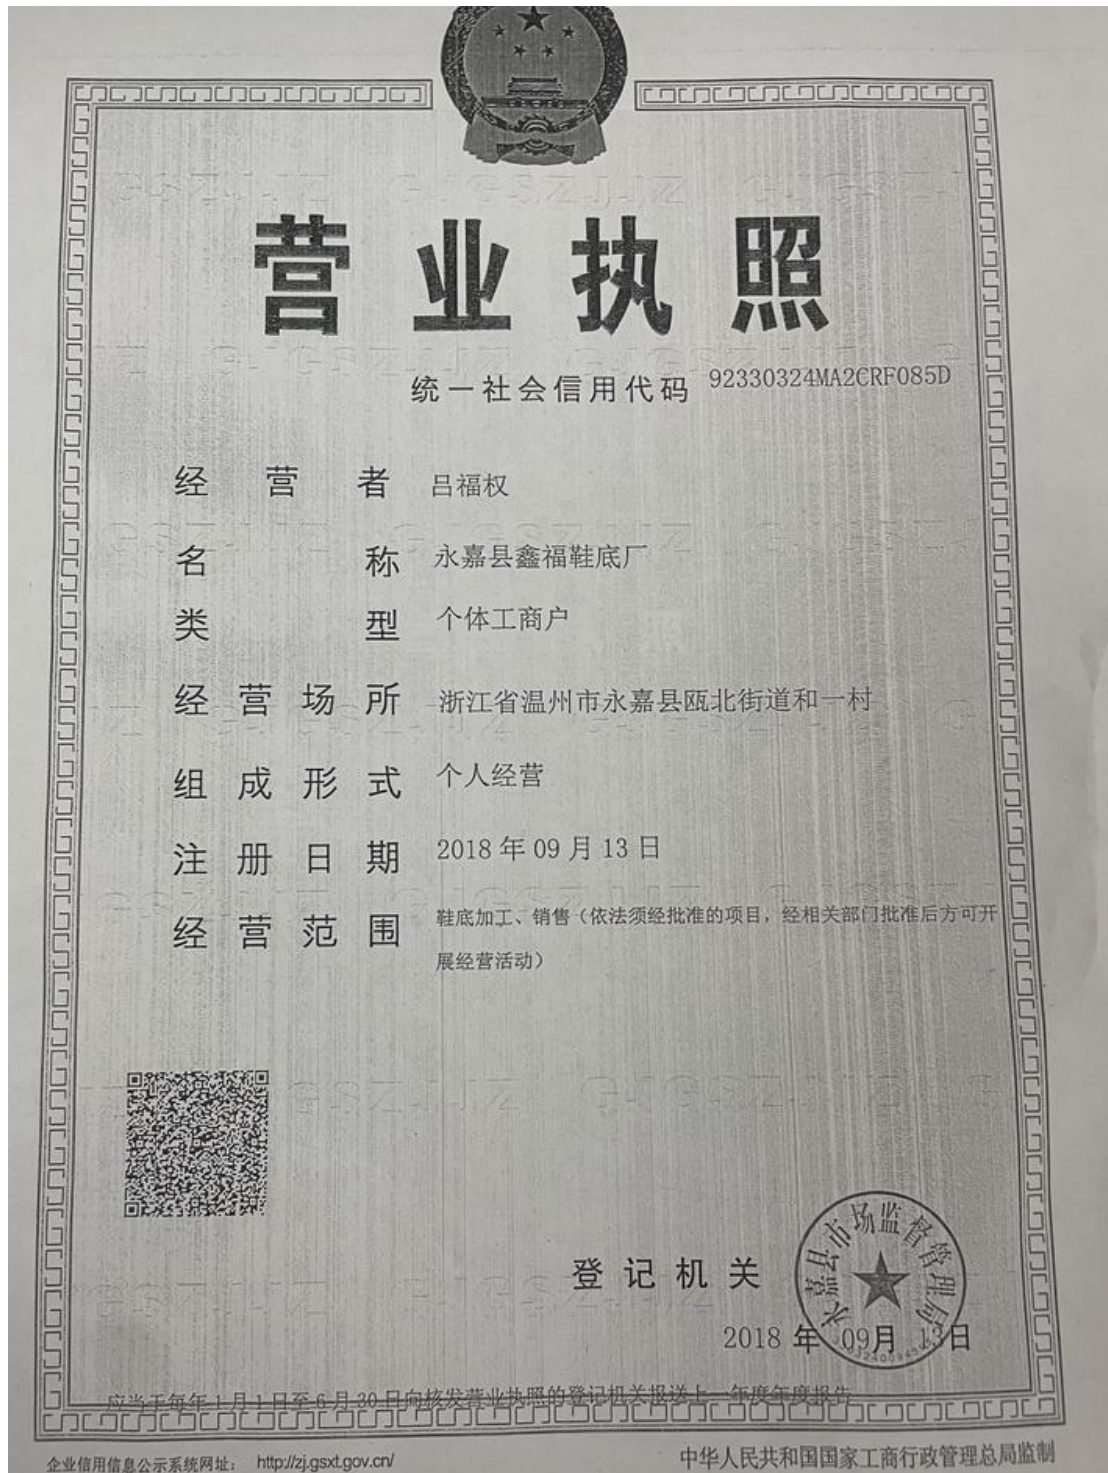 营业执照
统一社会信用代码 92330324MA2CRF085D
经营者 吕福权
名称 永嘉县鑫福鞋底厂
类型 个体工商户
经营场所 浙江省温州市永嘉县瓯北街道和一村
组成形式 个人经营
注册日期 2018年09月13日
经营范围 鞋底加工、销售（依法须经批准的项目，经相关部门批准后方可开
展经营活动）
登记机关
永嘉县市场监督管理局
2018年09月13日
应当于每年1月1日至6月30日向核发营业执照的登记机关报送上一年度年度报告
企业信用信息公示系统网址： http://zj.gsxt.gov.cn/
中华人民共和国国家工商行政管理总局监制